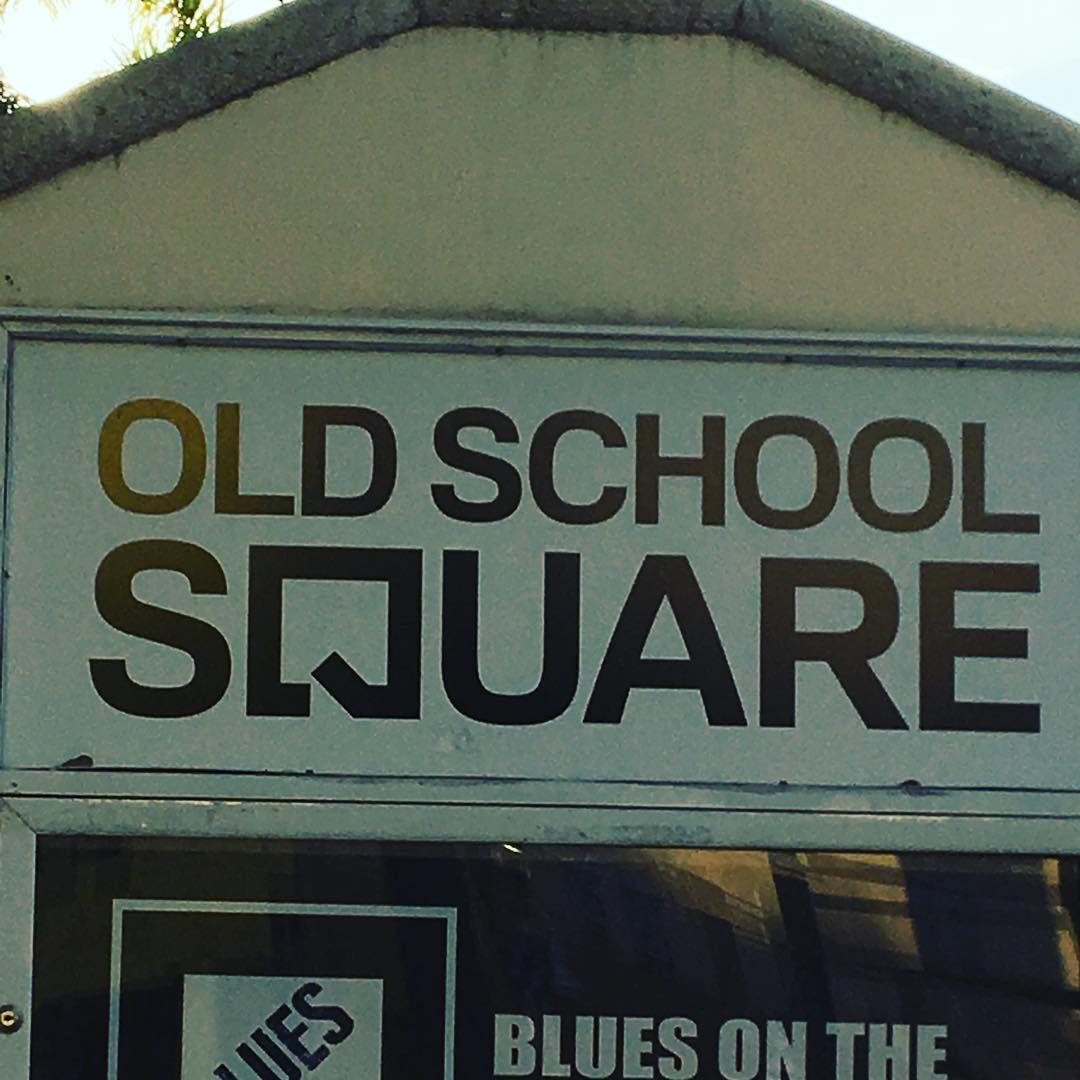 OLD SCHOOL
SQUARE
BLUES ON THE